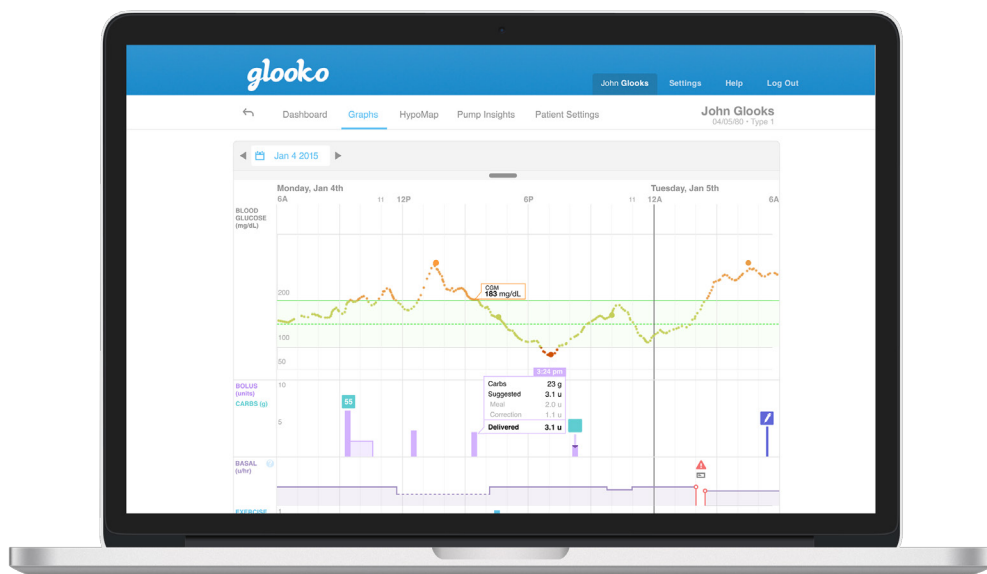 glooko
John Glooks Settings Help Log Out
Dashboard Graphs HypoMap Pump Insights Patient Settings
John Glooks
04/05/80 • Type 1
Jan 4 2015
Monday, Jan 4th Tuesday, Jan 5th
6A 11 12P 6P 11 12A 6A
BLOOD
GLUCOSE
(mg/dL)
CGM
183 mg/dL
200
100
50
3:24 pm
BOLUS
(units)
CARBS (g)
10
5
55
Carbs 23 g
Suggested 3.1 u
Meal 2.0 u
Correction 1.1 u
Delivered 3.1 u
BASAL ?
(u/hr)
EXERCISE 1